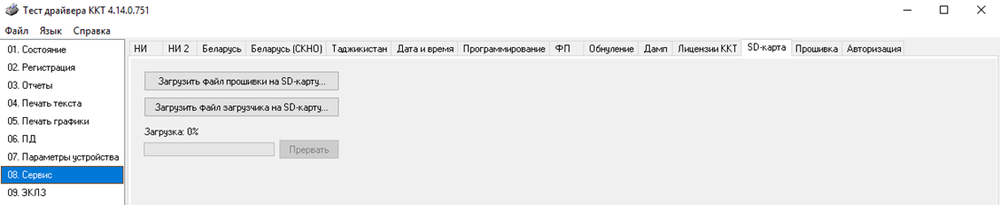 Тест драйвера ККТ 4.14.0.751
Файл Язык Справка
НИ НИ 2 Беларусь Беларусь (СКНО) Таджикистан Дата и время Программирование ФП Обнуление Дамп Лицензии ККТ SD-карта Прошивка Авторизация
01. Состояние
02. Регистрация
03. Отчеты
04. Печать текста
05. Печать графики
06. ПД
07. Параметры устройства
08. Сервис
09. ЭКЛЗ
Загрузить файл прошивки на SD-карту...
Загрузить файл загрузчика на SD-карту...
Загрузка: 0%
Прервать